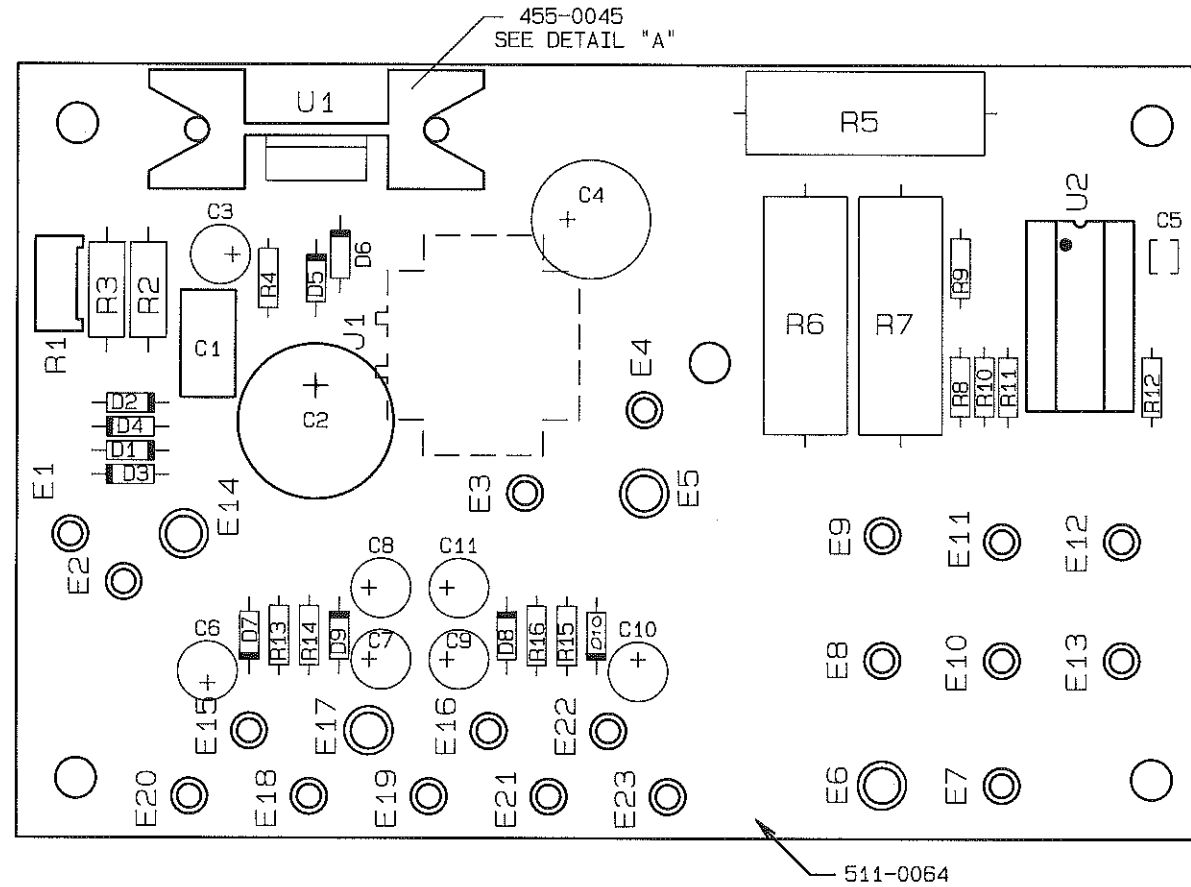 455-0045
SEE DETAIL "A"
U1
R5
C4
U2
C3
C5
D6
R4
D5
R9
R3
R2
J1
R6
R7
C1
R1
E4
R8
R10
R11
R12
D2
C2
D4
D1
D3
E1
E3
E5
E14
E9
E11
E12
E2
C8
C11
C6
D7
R13
R14
D9
C7
C9
D8
R16
R15
D10
C10
E8
E10
E13
E15
E17
E16
E22
E20
E18
E19
E21
E23
E6
E7
+
+
+
+
+
+
+
+
+
511-0064